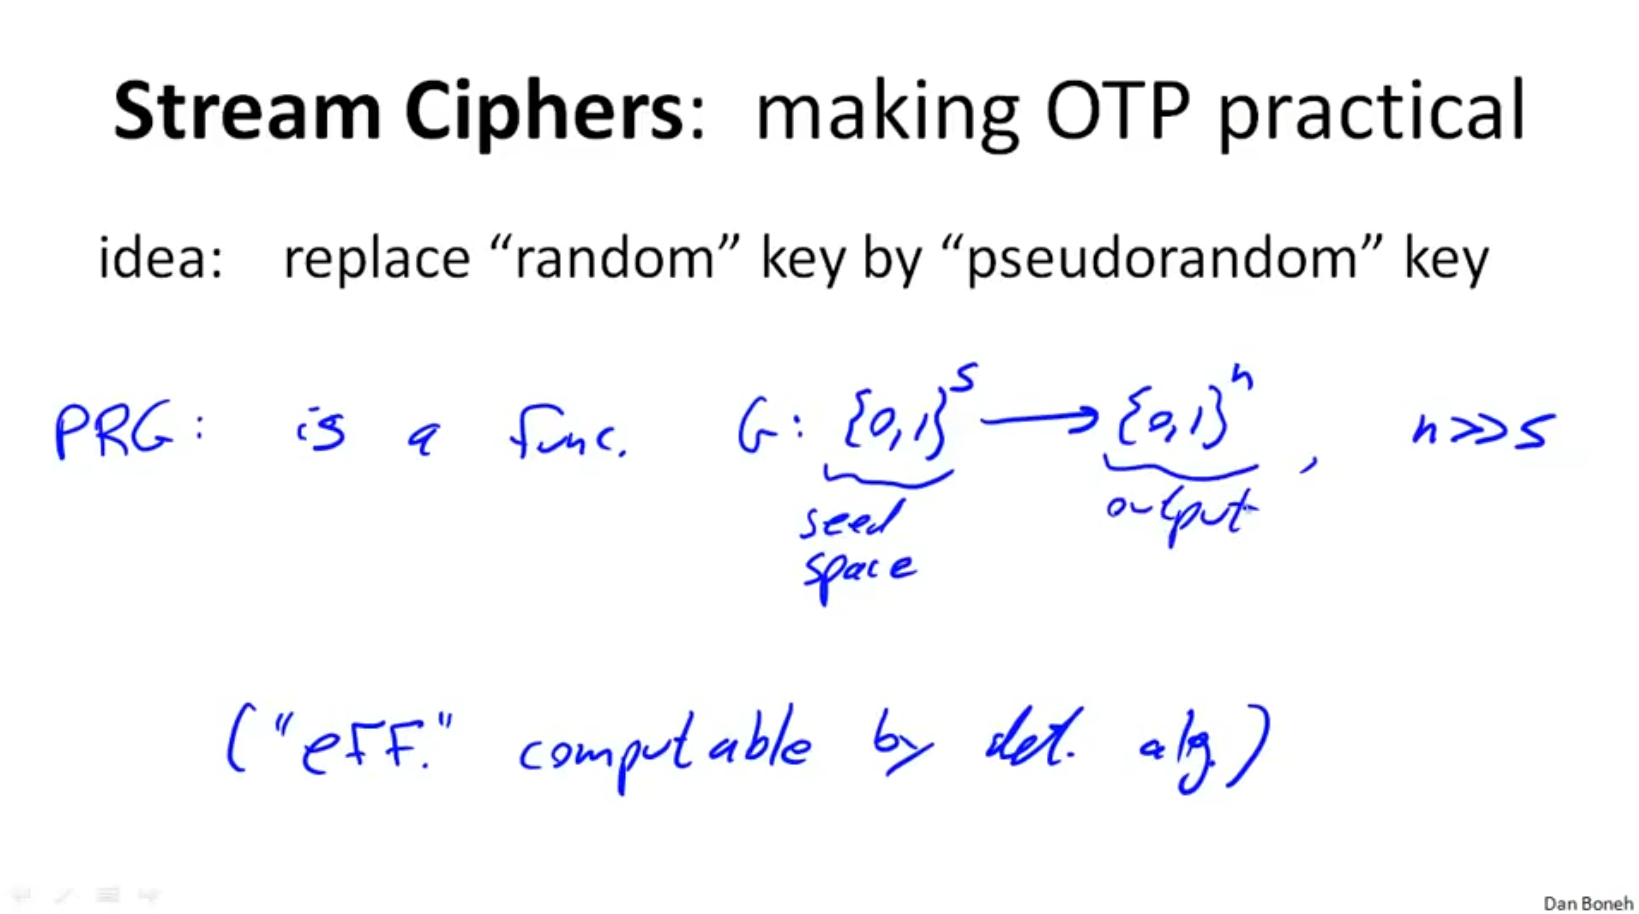 Stream Ciphers: making OTP practical
idea: replace “random” key by “pseudorandom” key
PRG: is a func. G: {0,1}^s ⟶ {0,1}^n , n>>s
seed output
space
("eff." computable by det. alg.)
Dan Boneh